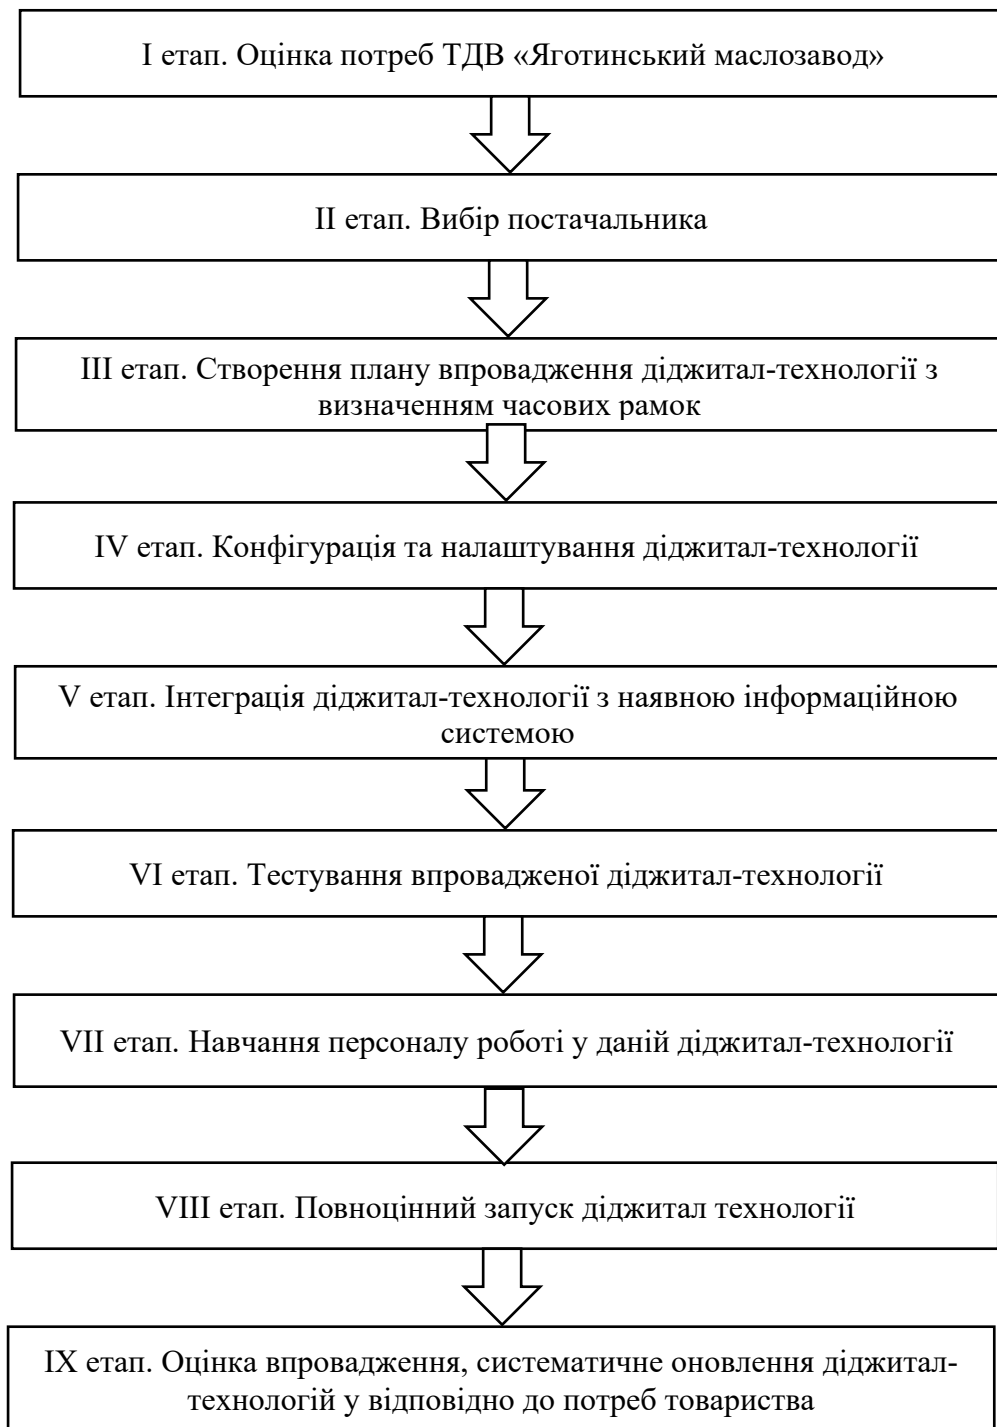 I етап. Оцінка потреб ТДВ «Яготинський маслозавод»
II етап. Вибір постачальника
III етап. Створення плану впровадження діджитал-технології з
визначенням часових рамок
IV етап. Конфігурація та налаштування діджитал-технології
V етап. Інтеграція діджитал-технології з наявною інформаційною
системою
VI етап. Тестування впровадженої діджитал-технології
VII етап. Навчання персоналу роботі у даній діджитал-технології
VIII етап. Повноцінний запуск діджитал технології
IX етап. Оцінка впровадження, систематичне оновлення діджитал-
технологій у відповідно до потреб товариства